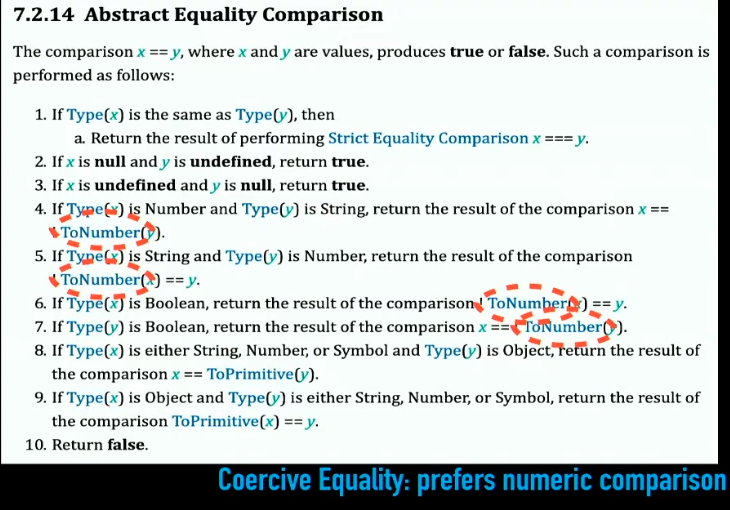 7.2.14 Abstract Equality Comparison
The comparison x == y, where x and y are values, produces true or false. Such a comparison is
performed as follows:
1. If Type(x) is the same as Type(y), then
a. Return the result of performing Strict Equality Comparison x === y.
2. If x is null and y is undefined, return true.
3. If x is undefined and y is null, return true.
4. If Type(x) is Number and Type(y) is String, return the result of the comparison x ==
! ToNumber(y).
5. If Type(x) is String and Type(y) is Number, return the result of the comparison
! ToNumber(x) == y.
6. If Type(x) is Boolean, return the result of the comparison ! ToNumber(x) == y.
7. If Type(y) is Boolean, return the result of the comparison x == ! ToNumber(y).
8. If Type(x) is either String, Number, or Symbol and Type(y) is Object, return the result of
the comparison x == ToPrimitive(y).
9. If Type(x) is Object and Type(y) is either String, Number, or Symbol, return the result of
the comparison ToPrimitive(x) == y.
10. Return false.
Coercive Equality: prefers numeric comparison